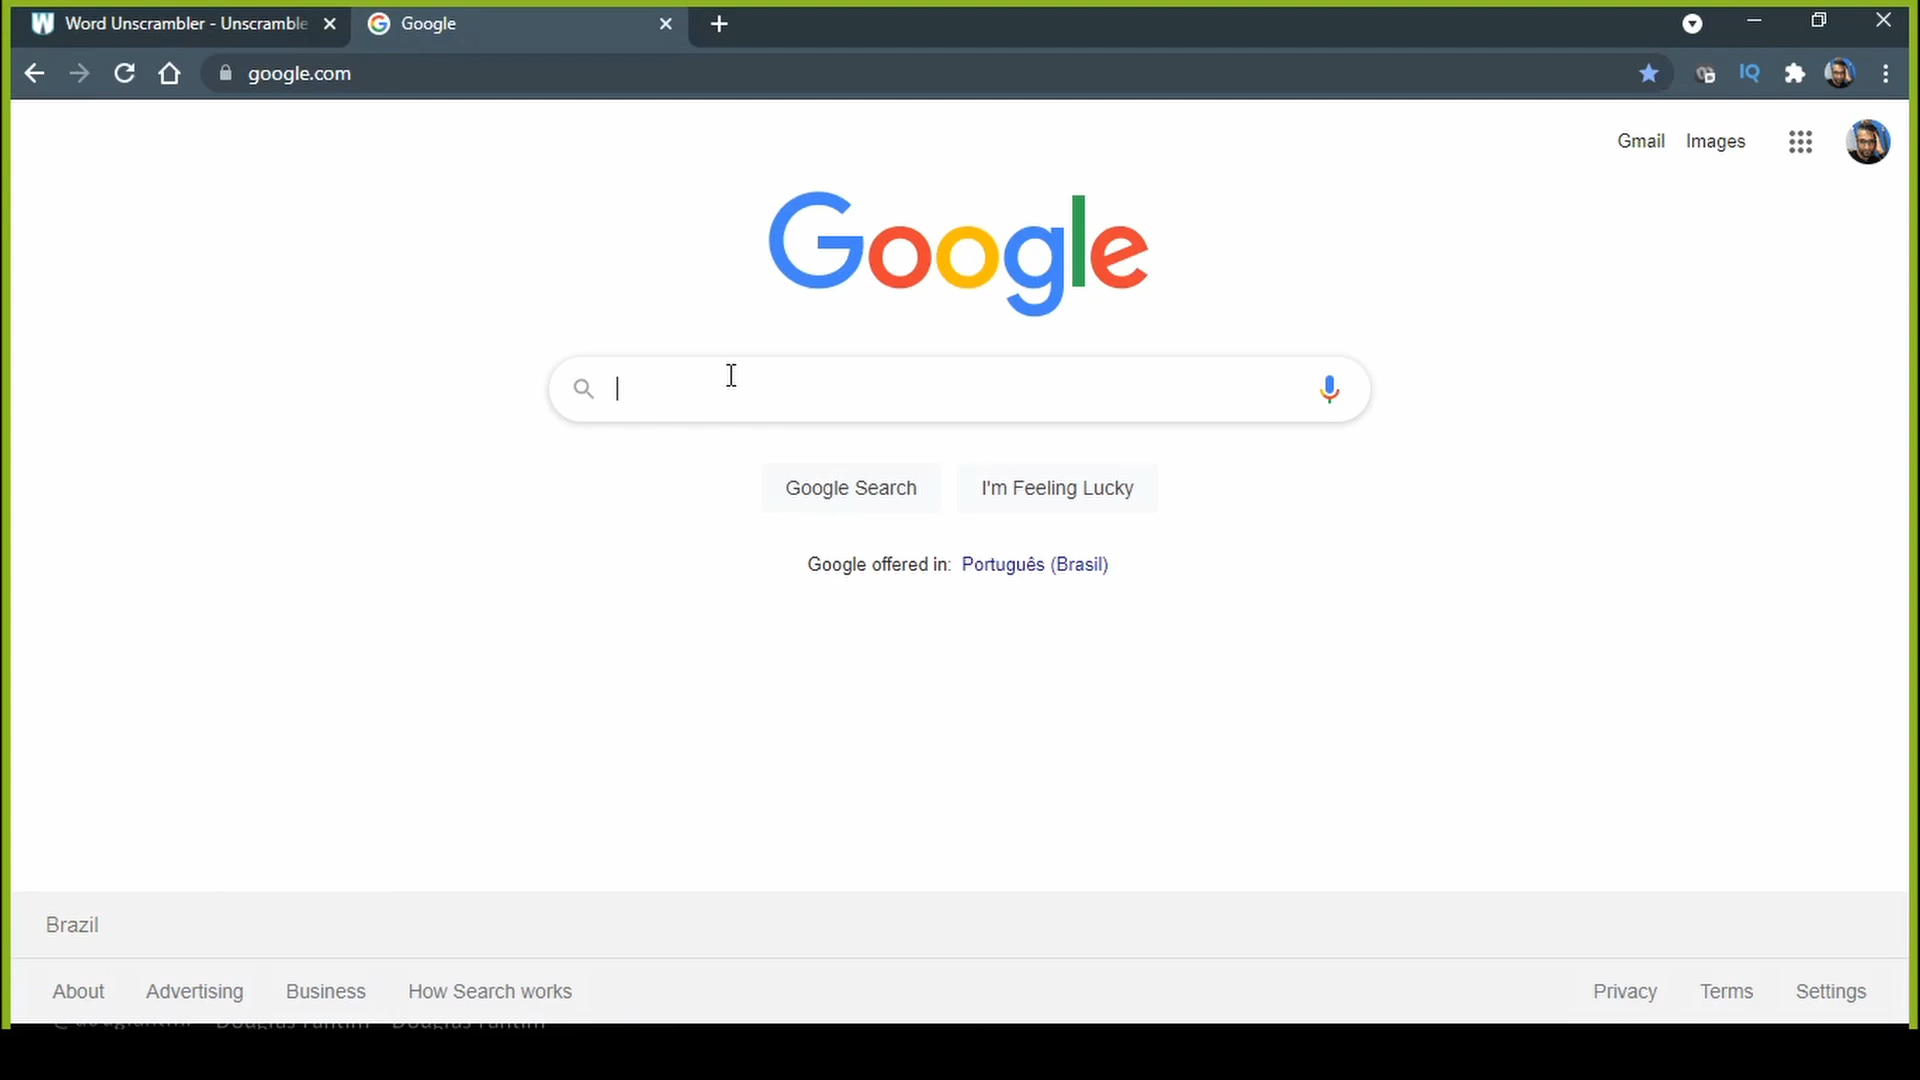 Word Unscrambler - Unscramble
Google
google.com
IQ
Gmail Images
Google
Google Search I'm Feeling Lucky
Google offered in: Português (Brasil)
Brazil
About Advertising Business How Search works Privacy Terms Settings